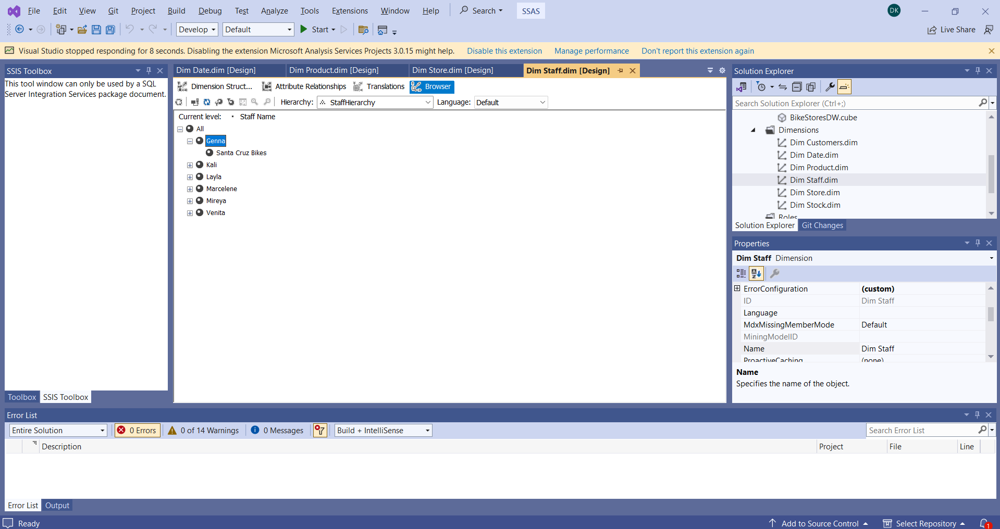 File Edit View Git Project Build Debug Test Analyze Tools Extensions Window Help Search SSAS DK
Develop Default Start Live Share
Visual Studio stopped responding for 8 seconds. Disabling the extension Microsoft Analysis Services Projects 3.0.15 might help. Disable this extension Manage performance Don't report this extension again
SSIS Toolbox
This tool window can only be used by a SQL
Server Integration Services package document.
Toolbox SSIS Toolbox
Dim Date.dim [Design] Dim Product.dim [Design] Dim Store.dim [Design] Dim Staff.dim [Design]
Dimension Struct... Attribute Relationships Translations Browser
Hierarchy: StaffHierarchy Language: Default
Current level: Staff Name
All
Genna
Santa Cruz Bikes
Kali
Layla
Marcelene
Mireya
Venita
Solution Explorer
Search Solution Explorer (Ctrl+;)
BikeStoresDW.cube
Dimensions
Dim Customers.dim
Dim Date.dim
Dim Product.dim
Dim Staff.dim
Dim Store.dim
Dim Stock.dim
Roles
Solution Explorer Git Changes
Properties
Dim Staff Dimension
ErrorConfiguration (custom)
ID Dim Staff
Language
MdxMissingMemberMode Default
MiningModelID
Name Dim Staff
ProactiveCaching (none)
Name
Specifies the name of the object.
Error List
Entire Solution 0 Errors 0 of 14 Warnings 0 Messages Build + IntelliSense Search Error List
Description Project File Line
Error List Output
Ready Add to Source Control Select Repository 1